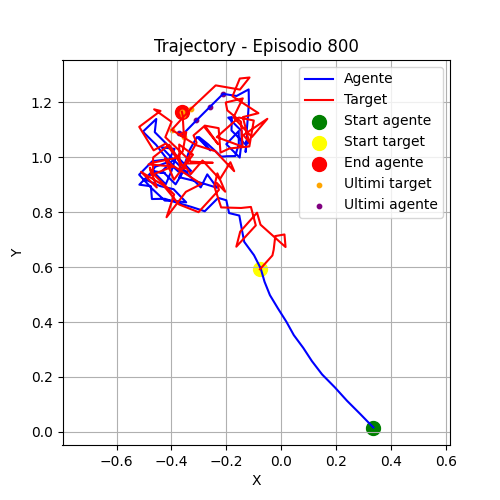 Trajectory - Episodio 800
Agente
Target
Start agente
Start target
End agente
Ultimi target
Ultimi agente
Y
1.2
1.0
0.8
0.6
0.4
0.2
0.0
−0.6 −0.4 −0.2 0.0 0.2 0.4 0.6
X